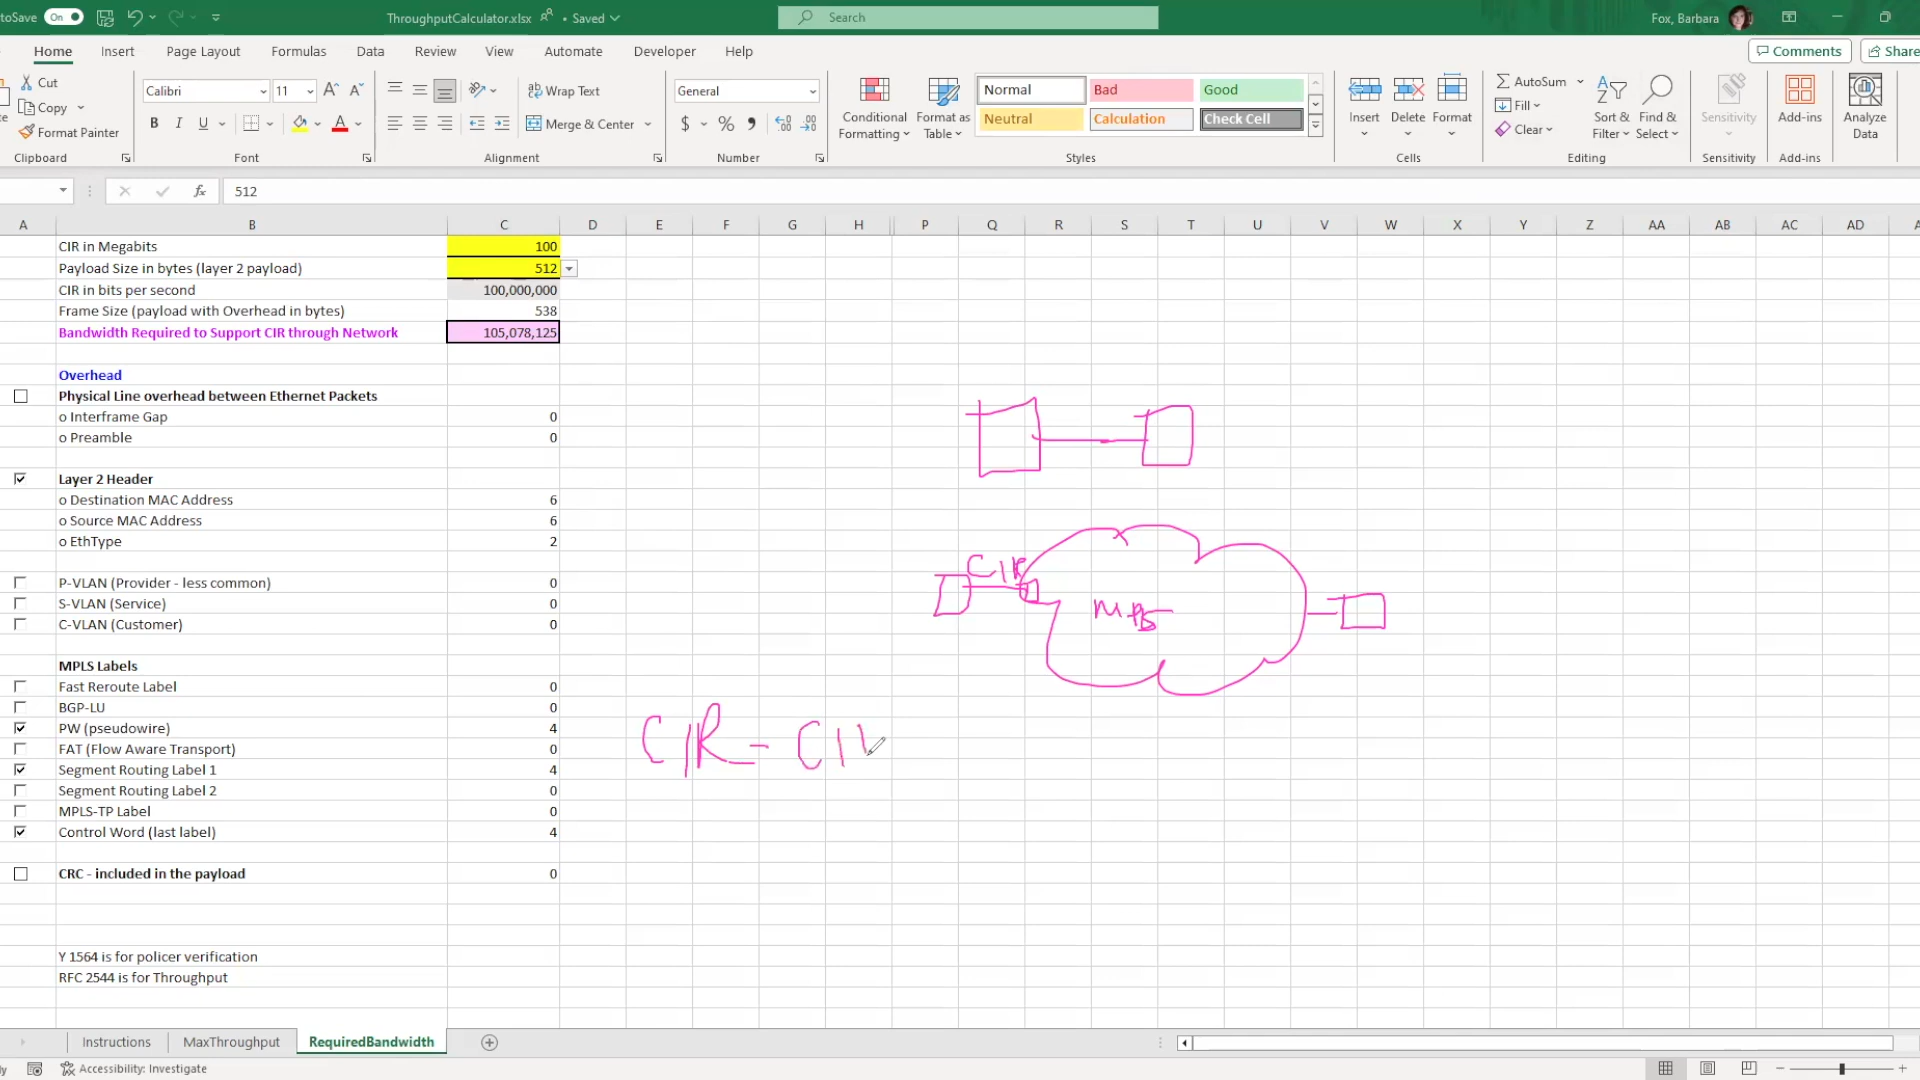 toSave On ThroughputCalculator.xlsx • Saved Search Fox, Barbara
Home Insert Page Layout Formulas Data Review View Automate Developer Help Comments Share
Cut
Copy
Format Painter
Clipboard
Calibri 11
B I U
Font
Wrap Text
Merge & Center
Alignment
General
$ % ,
Number
Conditional Formatting
Format as Table
Normal Bad Good
Neutral Calculation Check Cell
Styles
Insert Delete Format
Cells
AutoSum
Fill
Clear
Sort & Filter
Find & Select
Editing
Sensitivity
Sensitivity
Add-ins
Add-ins
Analyze Data
fx 512
A B C D E F G H P Q R S T U V W X Y Z AA AB AC AD
CIR in Megabits 100
Payload Size in bytes (layer 2 payload) 512
CIR in bits per second 100,000,000
Frame Size (payload with Overhead in bytes) 538
Bandwidth Required to Support CIR through Network 105,078,125
Overhead
Physical Line overhead between Ethernet Packets
o Interframe Gap 0
o Preamble 0
Layer 2 Header
o Destination MAC Address 6
o Source MAC Address 6
o EthType 2
CIR
P-VLAN (Provider - less common) 0
S-VLAN (Service) 0
C-VLAN (Customer) 0
MPLS Labels
Fast Reroute Label 0
BGP-LU 0
PW (pseudowire) 4
CIR - CI
FAT (Flow Aware Transport) 0
Segment Routing Label 1 4
Segment Routing Label 2 0
MPLS-TP Label 0
Control Word (last label) 4
CRC - included in the payload 0
Y 1564 is for policer verification
RFC 2544 is for Throughput
Instructions MaxThroughput RequiredBandwidth
Accessibility: Investigate